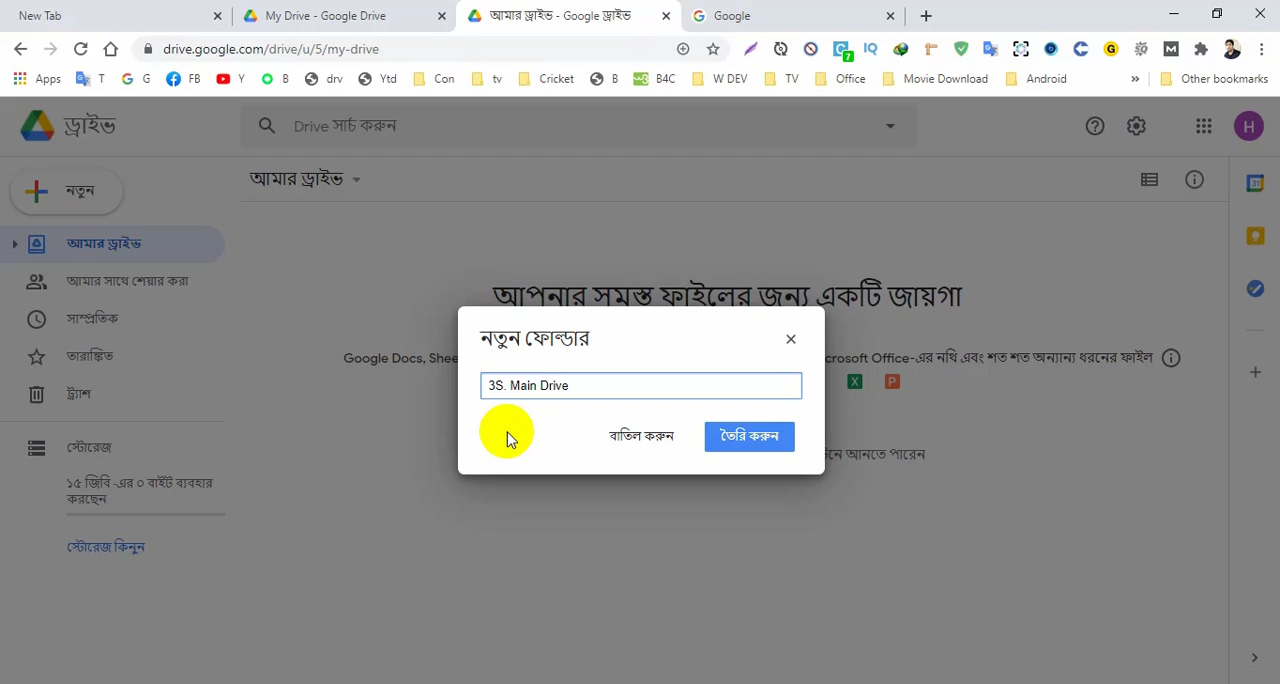 New Tab
My Drive - Google Drive
আমার ড্রাইভ - Google ড্রাইভ
Google
drive.google.com/drive/u/5/my-drive
Apps
T
G
FB
Y
B
drv
Ytd
Con
tv
Cricket
B
B4C
W DEV
TV
Office
Movie Download
Android
Other bookmarks
ড্রাইভ
Drive সার্চ করুন
H
নতুন
আমার ড্রাইভ
আমার ড্রাইভ
আমার সাথে শেয়ার করা
সাম্প্রতিক
তারাঙ্কিত
ট্র্যাশ
স্টোরেজ
১৫ জিবি -এর ০ বাইট ব্যবহার
করছেন
স্টোরেজ কিনুন
আপনার সমস্ত ফাইলের জন্য একটি জায়গা
Google Docs, Shee
crosoft Office-এর নথি এবং শত শত অন্যান্য ধরনের ফাইল
নতুন ফোল্ডার
3S. Main Drive
বাতিল করুন
তৈরি করুন
আনতে পারেন